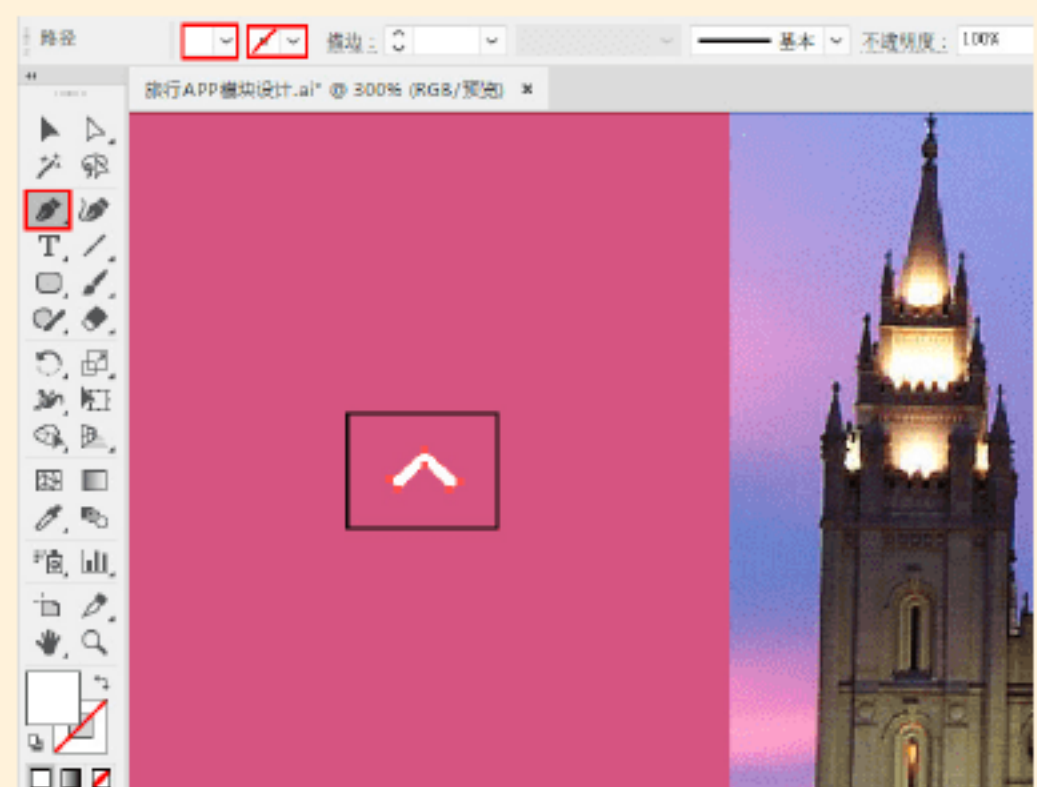 路径
描边：
基本
不透明度：
100%
旅行APP模块设计.ai* @ 300% (RGB/预览) ×